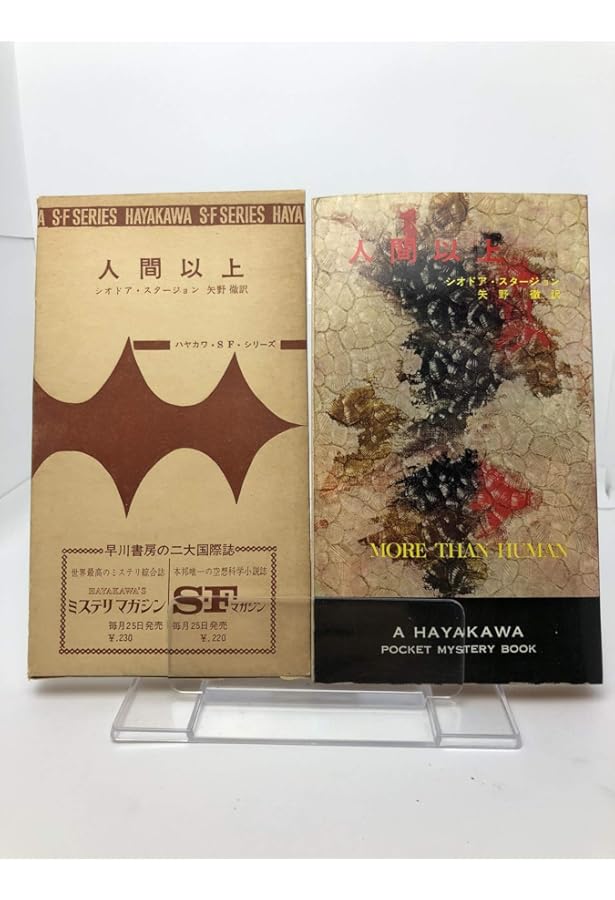 A S·F SERIES HAYAKAWA S·F SERIES HAYA
人間以上
シオドア・スタージョン 矢野 徹訳
ハヤカワ・SF・シリーズ
早川書房の二大国際誌
世界最高のミステリ綜合誌
HAYAKAWA'S
ミステリマガジン
毎月25日発売
¥.230
本邦唯一の空想科学小説誌
S-Fマガジン
毎月25日発売
¥.220
人間以上
シオドア・スタージョン
矢野 徹訳
MORE THAN HUMAN
A HAYAKAWA
POCKET MYSTERY BOOK